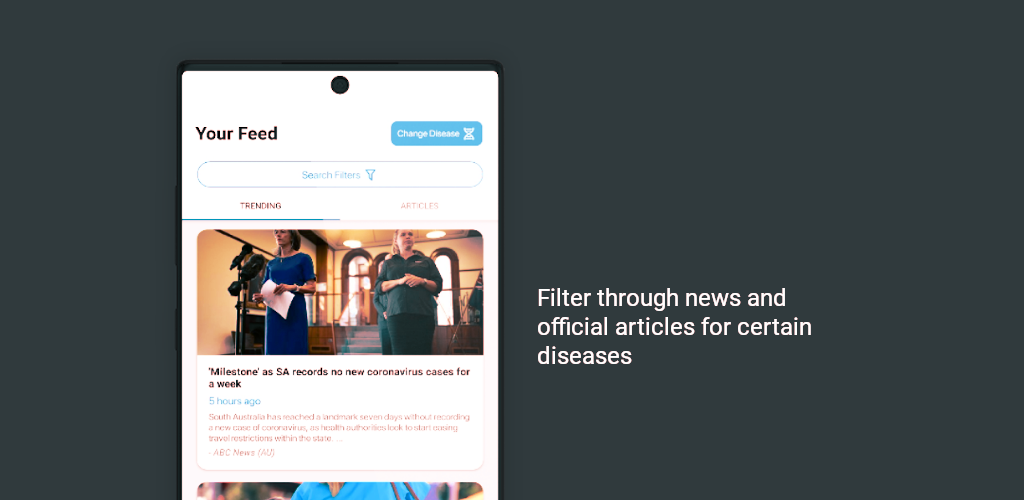 Your Feed
Change Disease
Search Filters
TRENDING
ARTICLES
'Milestone' as SA records no new coronavirus cases for
a week
5 hours ago
South Australia has reached a landmark seven days without recording
a new case of coronavirus, as health authorities look to start easing
travel restrictions within the state. ...
- ABC News (AU)
Filter through news and
official articles for certain
diseases